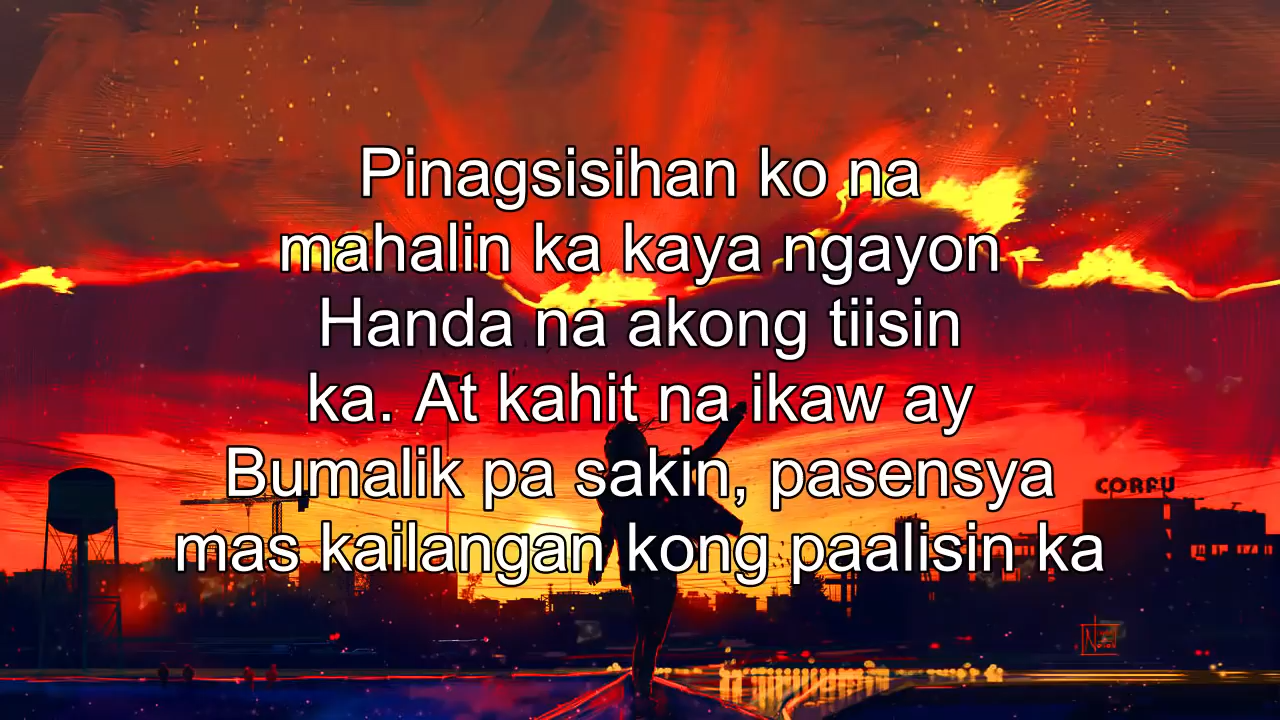 Pinagsisihan ko na
mahalin ka kaya ngayon
Handa na akong tiisin
ka. At kahit na ikaw ay
Bumalik pa sakin, pasensya
mas kailangan kong paalisin ka
CORFU